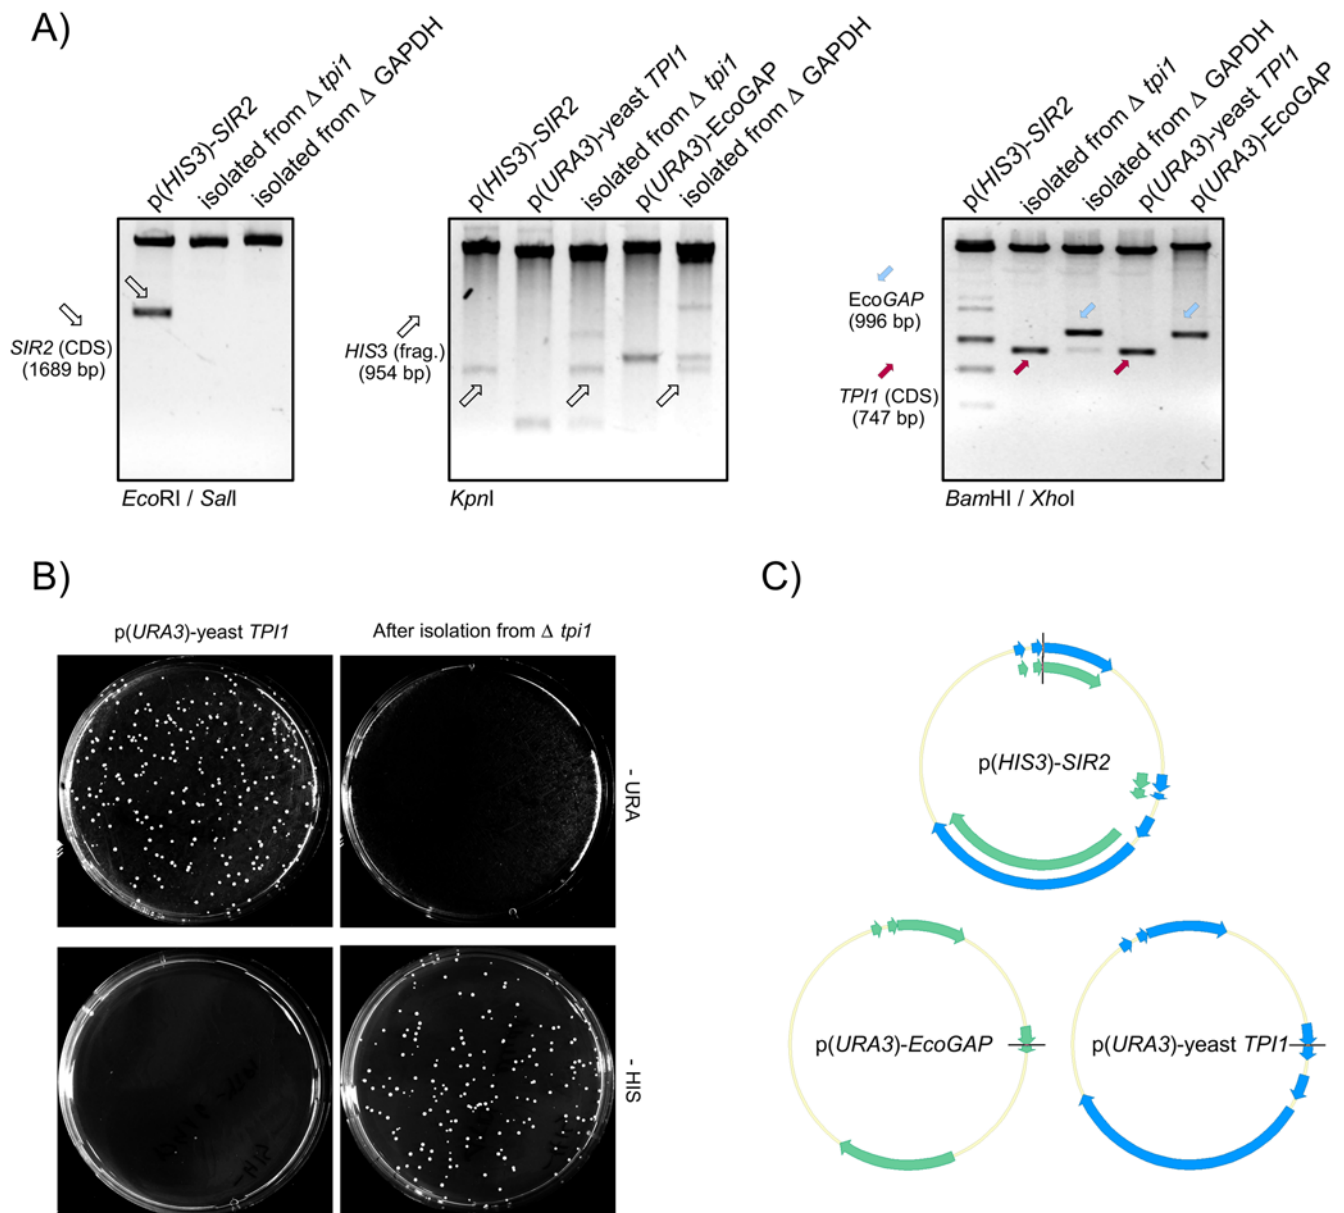 A)
p(HIS3)-SIR2
isolated from Δ tpi1
isolated from Δ GAPDH
SIR2 (CDS)
(1689 bp)
EcoRI / SalI
p(HIS3)-SIR2
p(URA3)-yeast TPI1
isolated from Δ tpi1
p(URA3)-EcoGAP
isolated from Δ GAPDH
HIS3 (frag.)
(954 bp)
KpnI
p(HIS3)-SIR2
isolated from Δ tpi1
isolated from Δ GAPDH
p(URA3)-yeast TPI1
p(URA3)-EcoGAP
EcoGAP
(996 bp)
TPI1 (CDS)
(747 bp)
BamHI / XhoI
B)
p(URA3)-yeast TPI1
After isolation from Δ tpi1
- URA
- HIS
C)
p(HIS3)-SIR2
p(URA3)-EcoGAP
p(URA3)-yeast TPI1